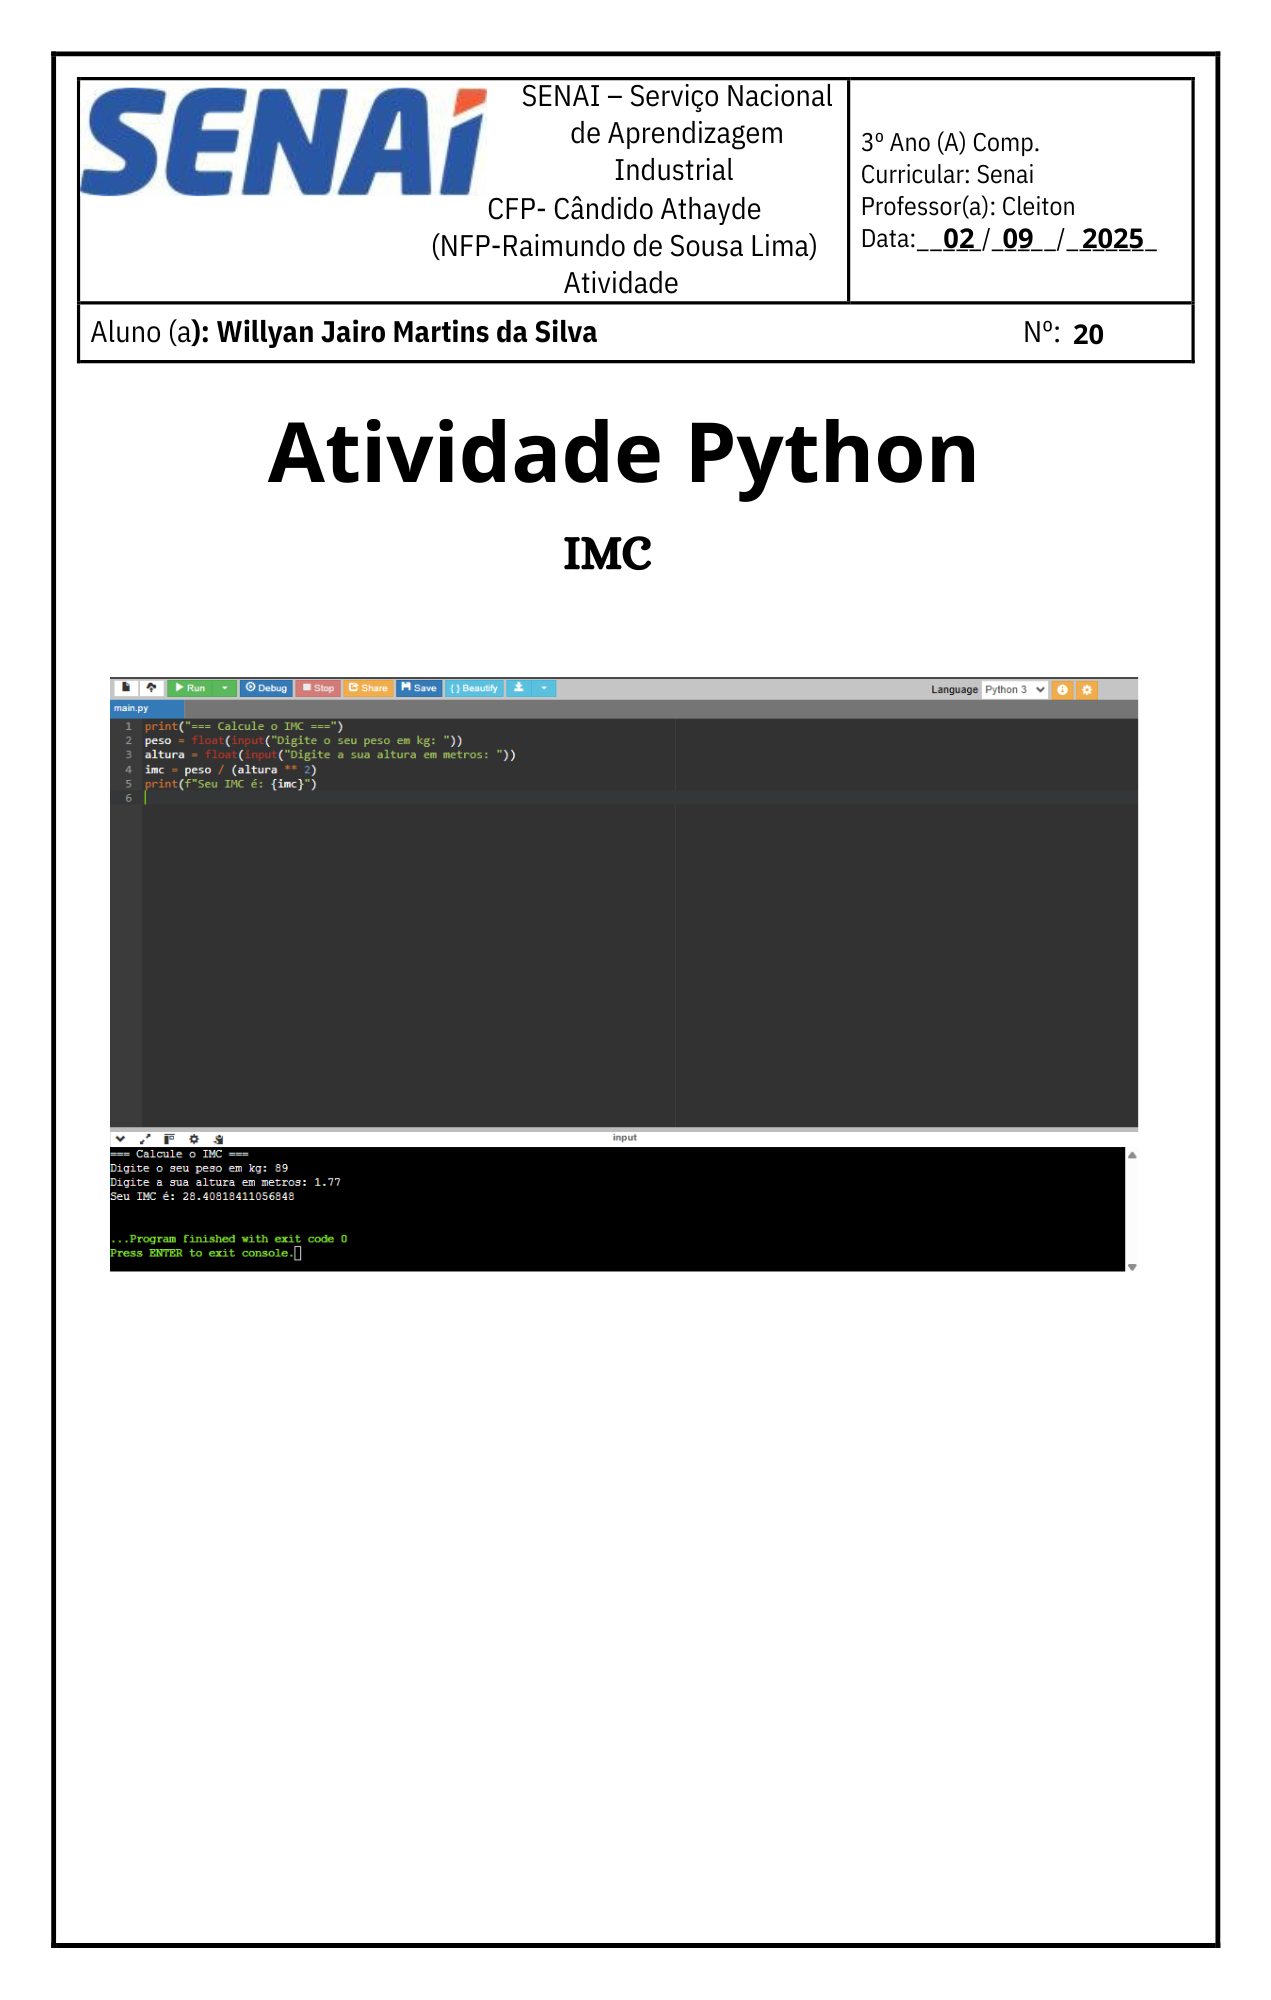 SENAI
SENAI – Serviço Nacional
de Aprendizagem
Industrial
CFP- Cândido Athayde
(NFP-Raimundo de Sousa Lima)
Atividade
3º Ano (A) Comp.
Curricular: Senai
Professor(a): Cleiton
Data:__02_/_09__/_2025_
Aluno (a): Willyan Jairo Martins da Silva Nº: 20
Atividade Python
IMC
Run Debug Stop Share Save {} Beautify Language Python 3
main.py
1 print("=== Calcule o IMC ===")
2 peso = float(input("Digite o seu peso em kg: "))
3 altura = float(input("Digite a sua altura em metros: "))
4 imc = peso / (altura ** 2)
5 print(f"Seu IMC é: {imc}")
6
input
=== Calcule o IMC ===
Digite o seu peso em kg: 89
Digite a sua altura em metros: 1.77
Seu IMC é: 28.40818411056848
...Program finished with exit code 0
Press ENTER to exit console.